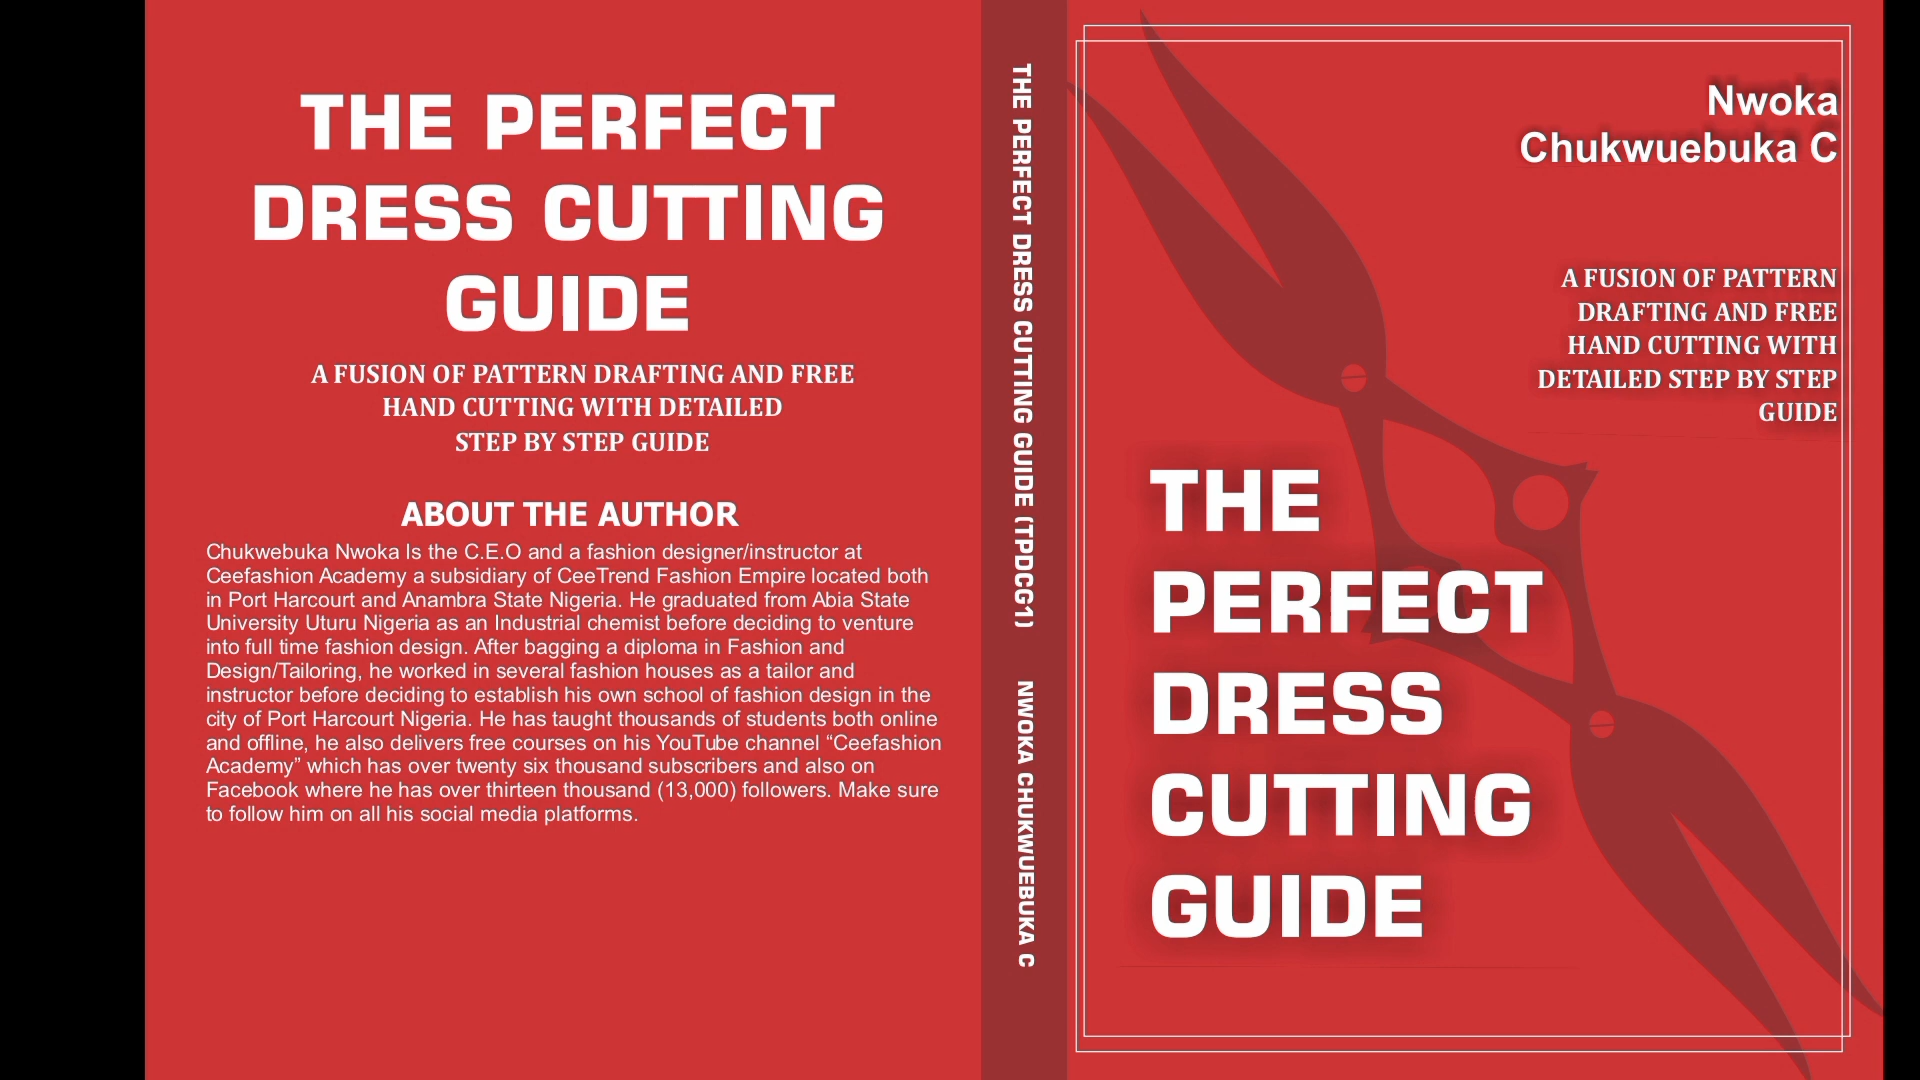 THE PERFECT
DRESS CUTTING
GUIDE
A FUSION OF PATTERN DRAFTING AND FREE
HAND CUTTING WITH DETAILED
STEP BY STEP GUIDE
ABOUT THE AUTHOR
Chukwebuka Nwoka Is the C.E.O and a fashion designer/instructor at
Ceefashion Academy a subsidiary of CeeTrend Fashion Empire located both
in Port Harcourt and Anambra State Nigeria. He graduated from Abia State
University Uturu Nigeria as an Industrial chemist before deciding to venture
into full time fashion design. After bagging a diploma in Fashion and
Design/Tailoring, he worked in several fashion houses as a tailor and
instructor before deciding to establish his own school of fashion design in the
city of Port Harcourt Nigeria. He has taught thousands of students both online
and offline, he also delivers free courses on his YouTube channel “Ceefashion
Academy” which has over twenty six thousand subscribers and also on
Facebook where he has over thirteen thousand (13,000) followers. Make sure
to follow him on all his social media platforms.
THE PERFECT DRESS CUTTING GUIDE (TPDCG1) NWOKA CHUKWUEBUKA C
Nwoka
Chukwuebuka C
A FUSION OF PATTERN
DRAFTING AND FREE
HAND CUTTING WITH
DETAILED STEP BY STEP
GUIDE
THE
PERFECT
DRESS
CUTTING
GUIDE